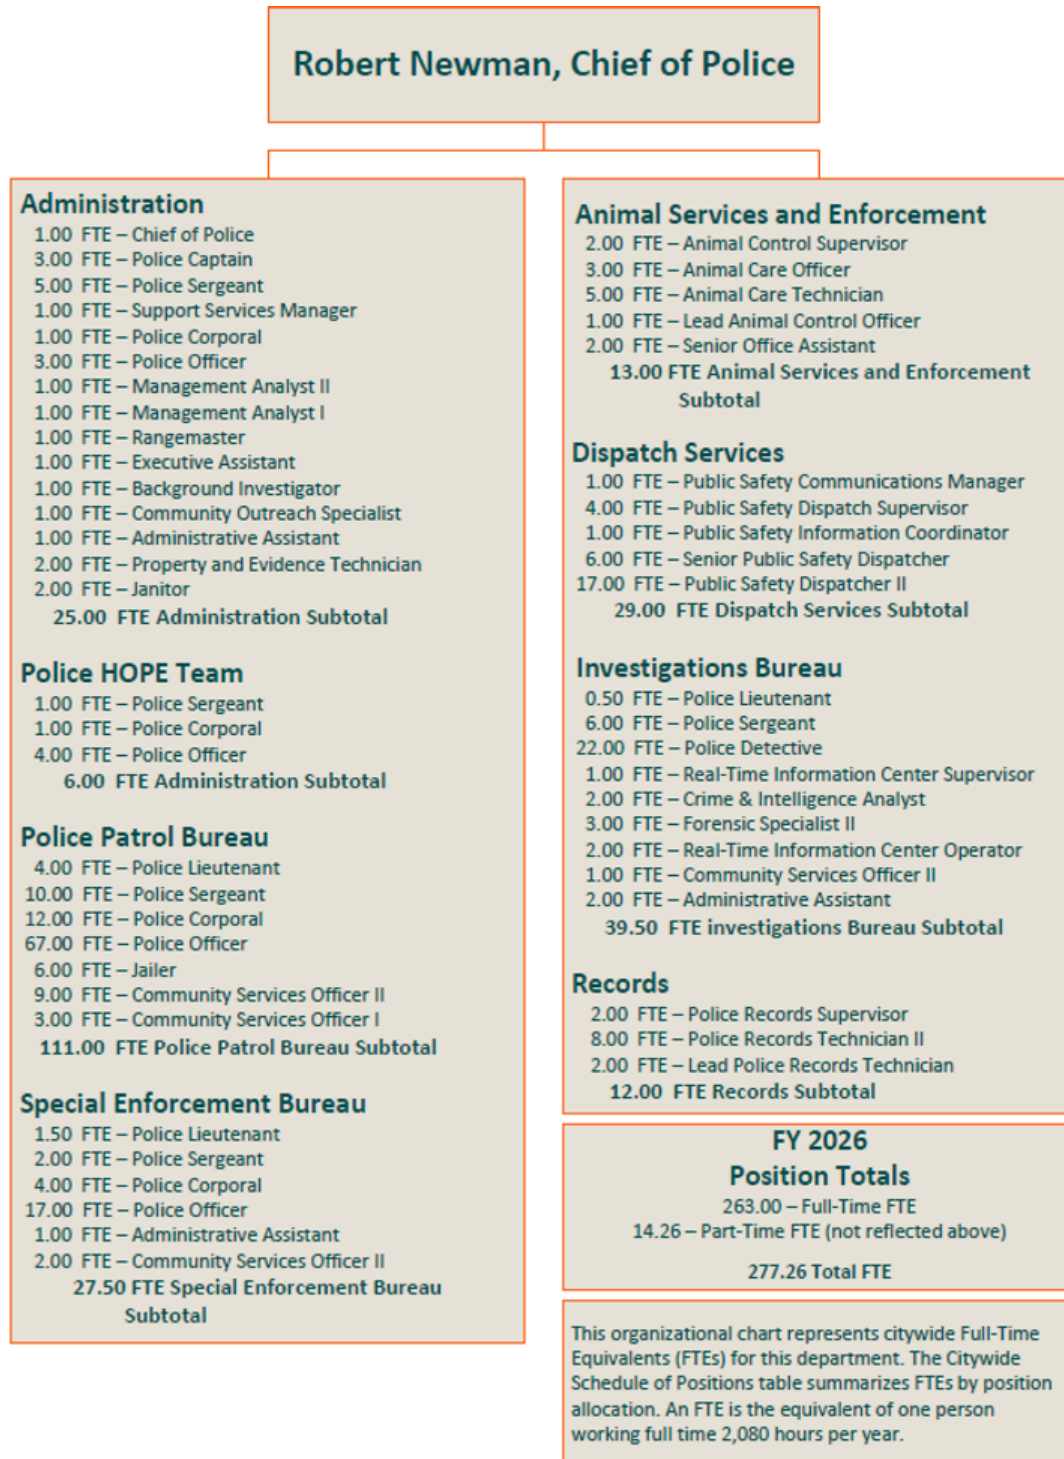 Robert Newman, Chief of Police
Administration
1.00 FTE – Chief of Police
3.00 FTE – Police Captain
5.00 FTE – Police Sergeant
1.00 FTE – Support Services Manager
1.00 FTE – Police Corporal
3.00 FTE – Police Officer
1.00 FTE – Management Analyst II
1.00 FTE – Management Analyst I
1.00 FTE – Rangemaster
1.00 FTE – Executive Assistant
1.00 FTE – Background Investigator
1.00 FTE – Community Outreach Specialist
1.00 FTE – Administrative Assistant
2.00 FTE – Property and Evidence Technician
2.00 FTE – Janitor
25.00 FTE Administration Subtotal
Police HOPE Team
1.00 FTE – Police Sergeant
1.00 FTE – Police Corporal
4.00 FTE – Police Officer
6.00 FTE Administration Subtotal
Police Patrol Bureau
4.00 FTE – Police Lieutenant
10.00 FTE – Police Sergeant
12.00 FTE – Police Corporal
67.00 FTE – Police Officer
6.00 FTE – Jailer
9.00 FTE – Community Services Officer II
3.00 FTE – Community Services Officer I
111.00 FTE Police Patrol Bureau Subtotal
Special Enforcement Bureau
1.50 FTE – Police Lieutenant
2.00 FTE – Police Sergeant
4.00 FTE – Police Corporal
17.00 FTE – Police Officer
1.00 FTE – Administrative Assistant
2.00 FTE – Community Services Officer II
27.50 FTE Special Enforcement Bureau
Subtotal
Animal Services and Enforcement
2.00 FTE – Animal Control Supervisor
3.00 FTE – Animal Care Officer
5.00 FTE – Animal Care Technician
1.00 FTE – Lead Animal Control Officer
2.00 FTE – Senior Office Assistant
13.00 FTE Animal Services and Enforcement
Subtotal
Dispatch Services
1.00 FTE – Public Safety Communications Manager
4.00 FTE – Public Safety Dispatch Supervisor
1.00 FTE – Public Safety Information Coordinator
6.00 FTE – Senior Public Safety Dispatcher
17.00 FTE – Public Safety Dispatcher II
29.00 FTE Dispatch Services Subtotal
Investigations Bureau
0.50 FTE – Police Lieutenant
6.00 FTE – Police Sergeant
22.00 FTE – Police Detective
1.00 FTE – Real-Time Information Center Supervisor
2.00 FTE – Crime & Intelligence Analyst
3.00 FTE – Forensic Specialist II
2.00 FTE – Real-Time Information Center Operator
1.00 FTE – Community Services Officer II
2.00 FTE – Administrative Assistant
39.50 FTE investigations Bureau Subtotal
Records
2.00 FTE – Police Records Supervisor
8.00 FTE – Police Records Technician II
2.00 FTE – Lead Police Records Technician
12.00 FTE Records Subtotal
FY 2026
Position Totals
263.00 – Full-Time FTE
14.26 – Part-Time FTE (not reflected above)
277.26 Total FTE
This organizational chart represents citywide Full-Time
Equivalents (FTEs) for this department. The Citywide
Schedule of Positions table summarizes FTEs by position
allocation. An FTE is the equivalent of one person
working full time 2,080 hours per year.